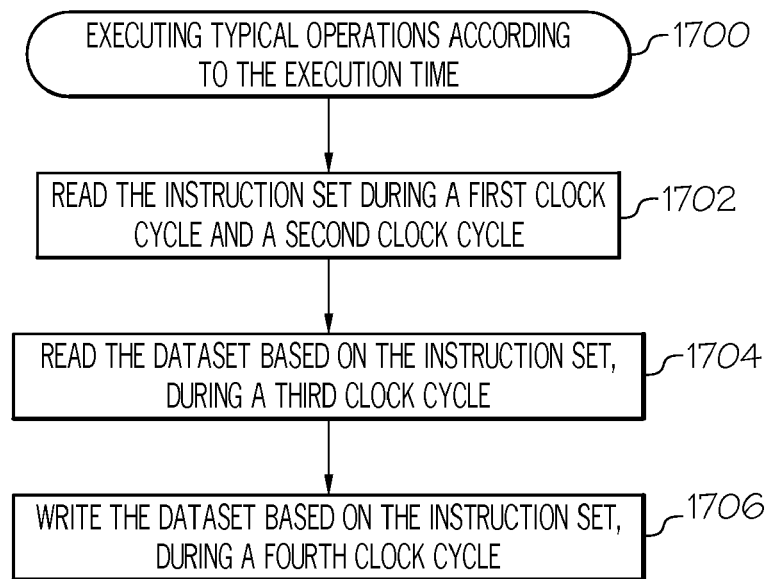 EXECUTING TYPICAL OPERATIONS ACCORDING
TO THE EXECUTION TIME
1700
READ THE INSTRUCTION SET DURING A FIRST CLOCK
CYCLE AND A SECOND CLOCK CYCLE
1702
READ THE DATASET BASED ON THE INSTRUCTION SET,
DURING A THIRD CLOCK CYCLE
1704
WRITE THE DATASET BASED ON THE INSTRUCTION SET,
DURING A FOURTH CLOCK CYCLE
1706